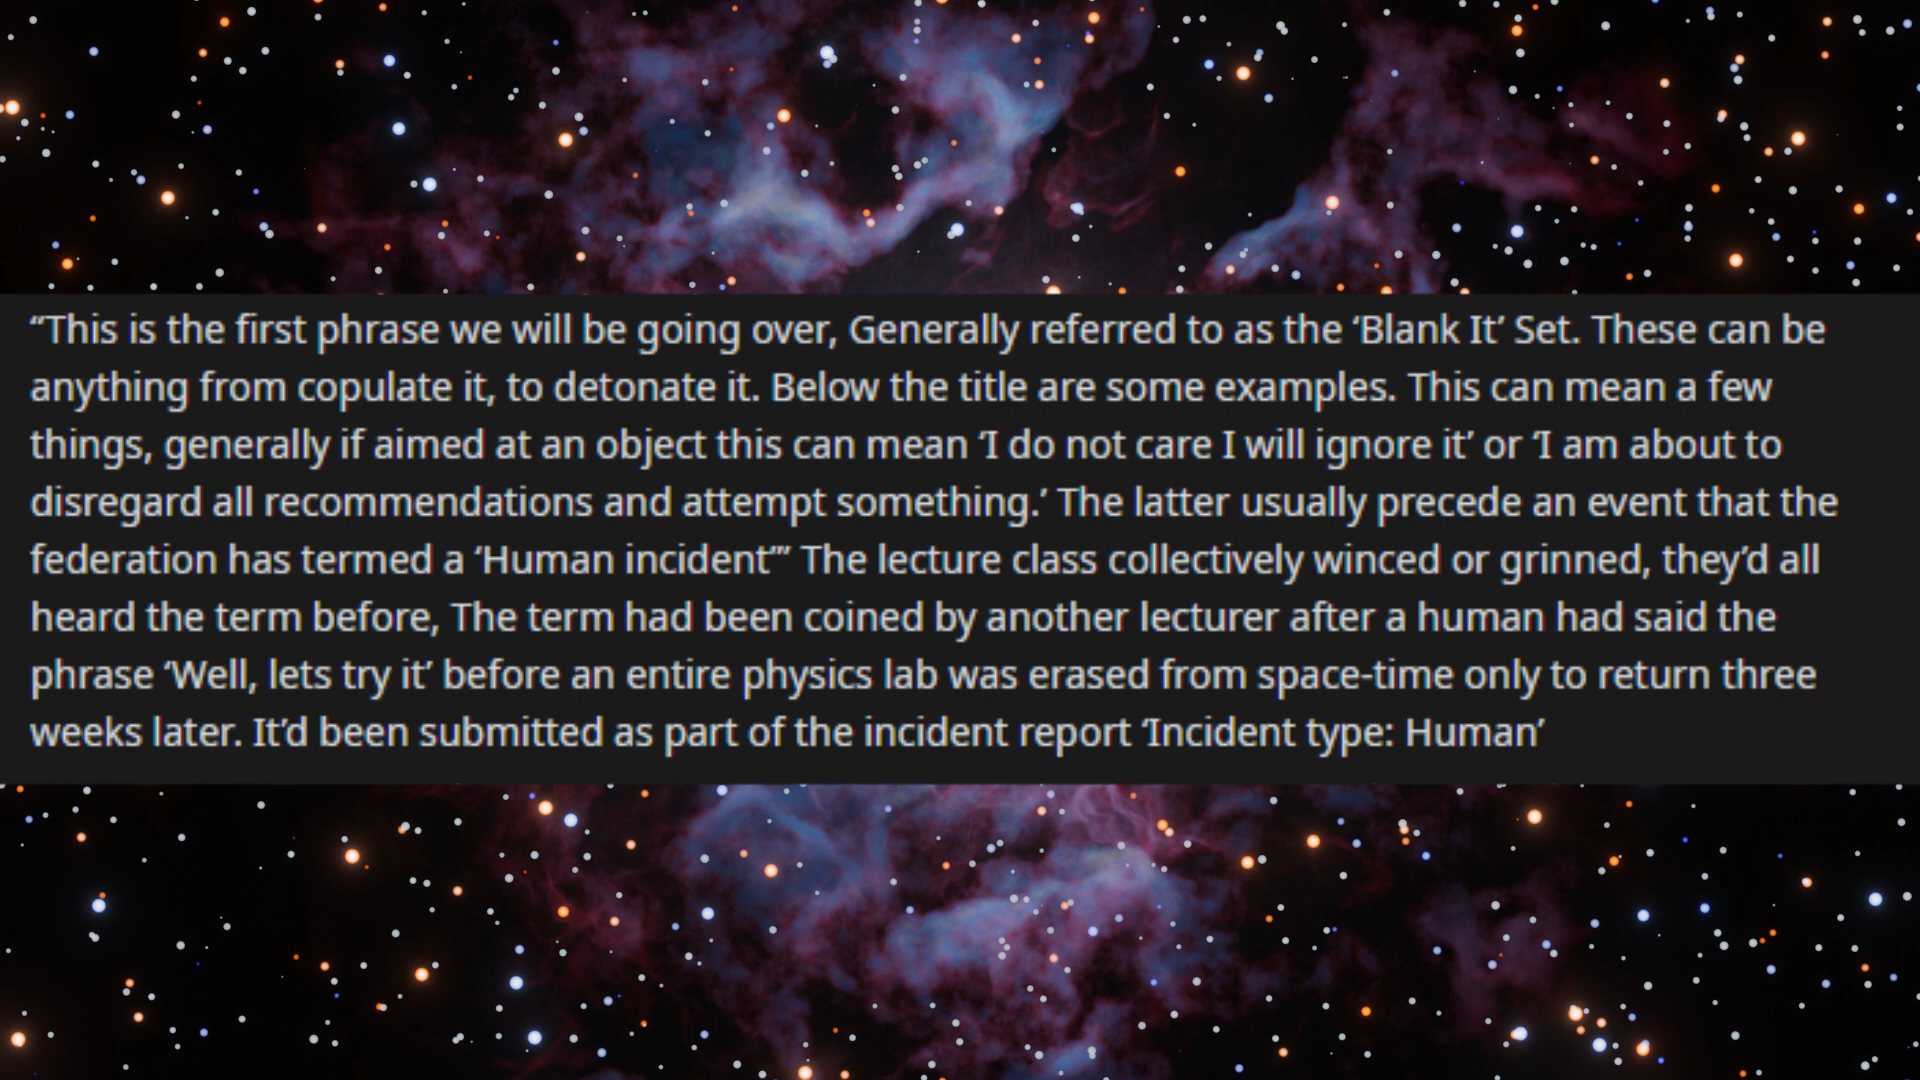 “This is the first phrase we will be going over, Generally referred to as the ‘Blank It’ Set. These can be
anything from copulate it, to detonate it. Below the title are some examples. This can mean a few
things, generally if aimed at an object this can mean ‘I do not care I will ignore it’ or ‘I am about to
disregard all recommendations and attempt something.’ The latter usually precede an event that the
federation has termed a ‘Human incident’” The lecture class collectively winced or grinned, they’d all
heard the term before, The term had been coined by another lecturer after a human had said the
phrase ‘Well, lets try it’ before an entire physics lab was erased from space-time only to return three
weeks later. It’d been submitted as part of the incident report ‘Incident type: Human’